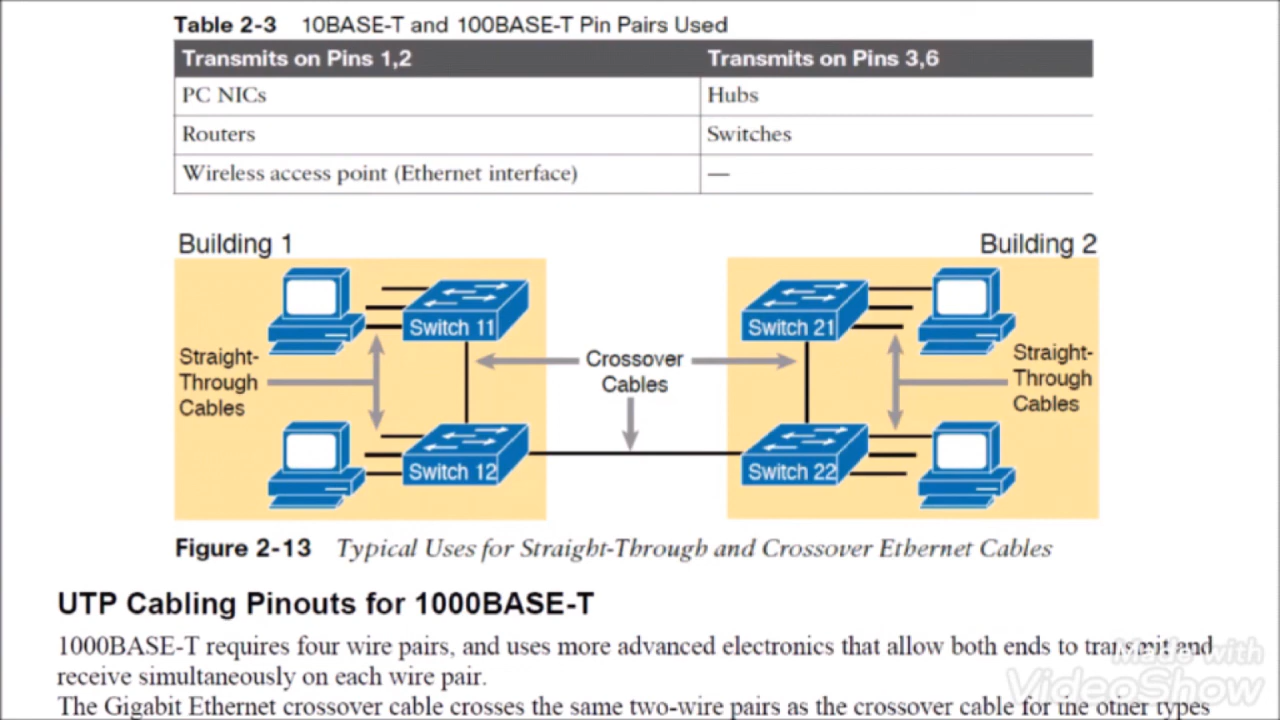 Table 2-3 10BASE-T and 100BASE-T Pin Pairs Used
Transmits on Pins 1,2 Transmits on Pins 3,6
PC NICs Hubs
Routers Switches
Wireless access point (Ethernet interface) —
Building 1
Building 2
Switch 11
Switch 21
Straight-
Through
Cables
Crossover
Cables
Straight-
Through
Cables
Switch 12
Switch 22
Figure 2-13 Typical Uses for Straight-Through and Crossover Ethernet Cables
UTP Cabling Pinouts for 1000BASE-T
1000BASE-T requires four wire pairs, and uses more advanced electronics that allow both ends to transmit and
receive simultaneously on each wire pair.
The Gigabit Ethernet crossover cable crosses the same two-wire pairs as the crossover cable for the other types
Made with
VideoShow